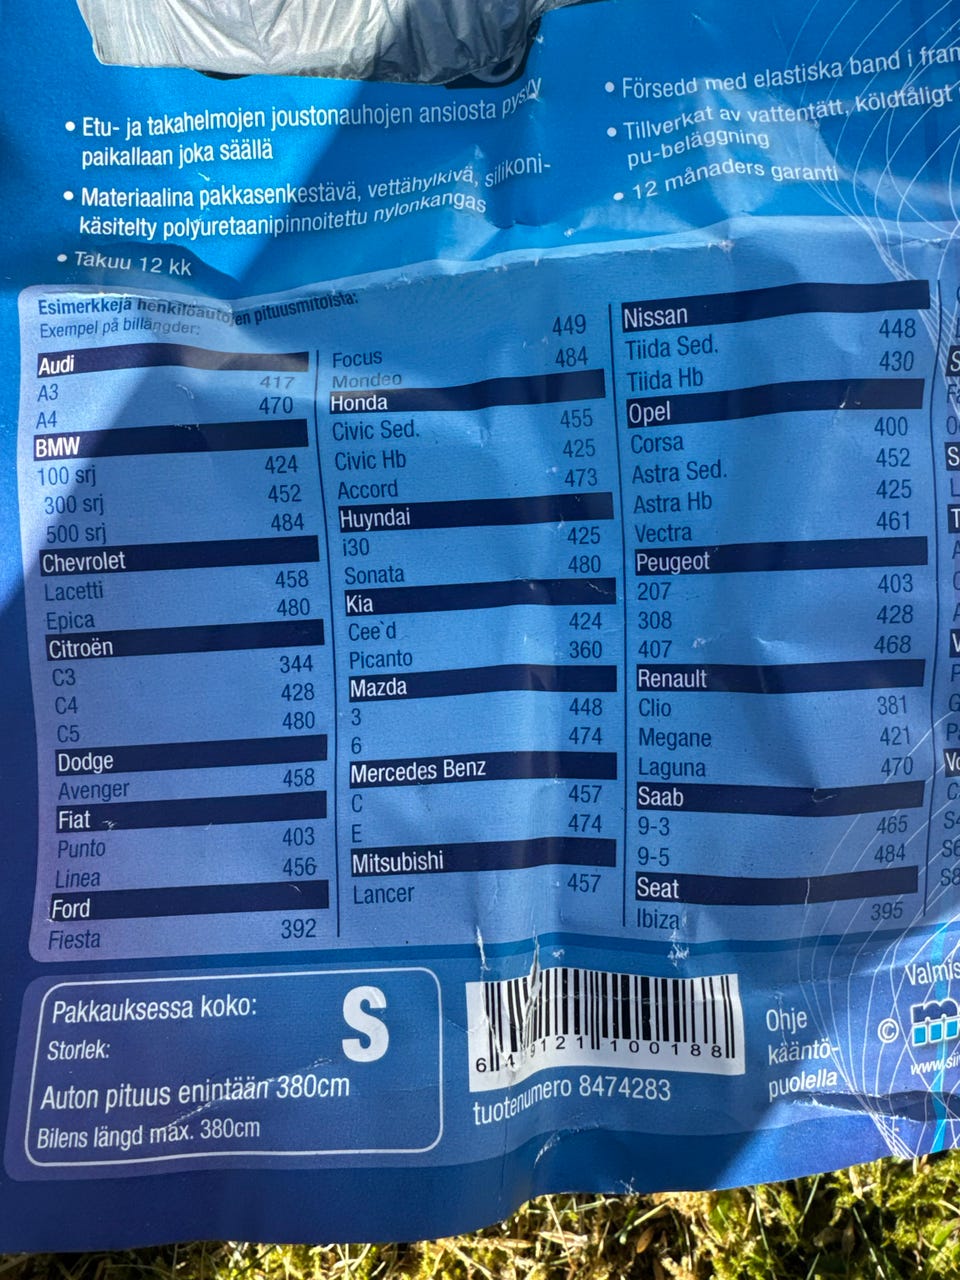 • Etu- ja takahelmojen joustonauhojen ansiosta pysyy
paikallaan joka säällä
• Materiaalina pakkasenkestävä, vettähylkivä, silikoni-
käsitelty polyuretaanipinnoitettu nylonkangas
• Takuu 12 kk
• Försedd med elastiska band i fram
• Tillverkat av vattentätt, köldtåligt
pu-beläggning
• 12 månaders garanti
Esimerkkejä henkilöautojen pituusmitoista:
Exempel på billängder:
Audi
A3 417
A4 470
BMW
100 srj 424
300 srj 452
500 srj 484
Chevrolet
Lacetti 458
Epica 480
Citroën
C3 344
C4 428
C5 480
Dodge
Avenger 458
Fiat
Punto 403
Linea 456
Ford
Fiesta 392
Focus 449
Mondeo 484
Honda
Civic Sed. 455
Civic Hb 425
Accord 473
Huyndai
i30 425
Sonata 480
Kia
Cee`d 424
Picanto 360
Mazda
3 448
6 474
Mercedes Benz
C 457
E 474
Mitsubishi
Lancer 457
Nissan
Tiida Sed. 448
Tiida Hb 430
Opel
Corsa 400
Astra Sed. 452
Astra Hb 425
Vectra 461
Peugeot
207 403
308 428
407 468
Renault
Clio 381
Megane 421
Laguna 470
Saab
9-3 465
9-5 484
Seat
Ibiza 395
Pakkauksessa koko: S
Storlek:
Auton pituus enintään 380cm
Bilens längd max. 380cm
6 419121 100188
tuotenumero 8474283
Ohje
kääntö-
puolella
Valmis
©
www.sii